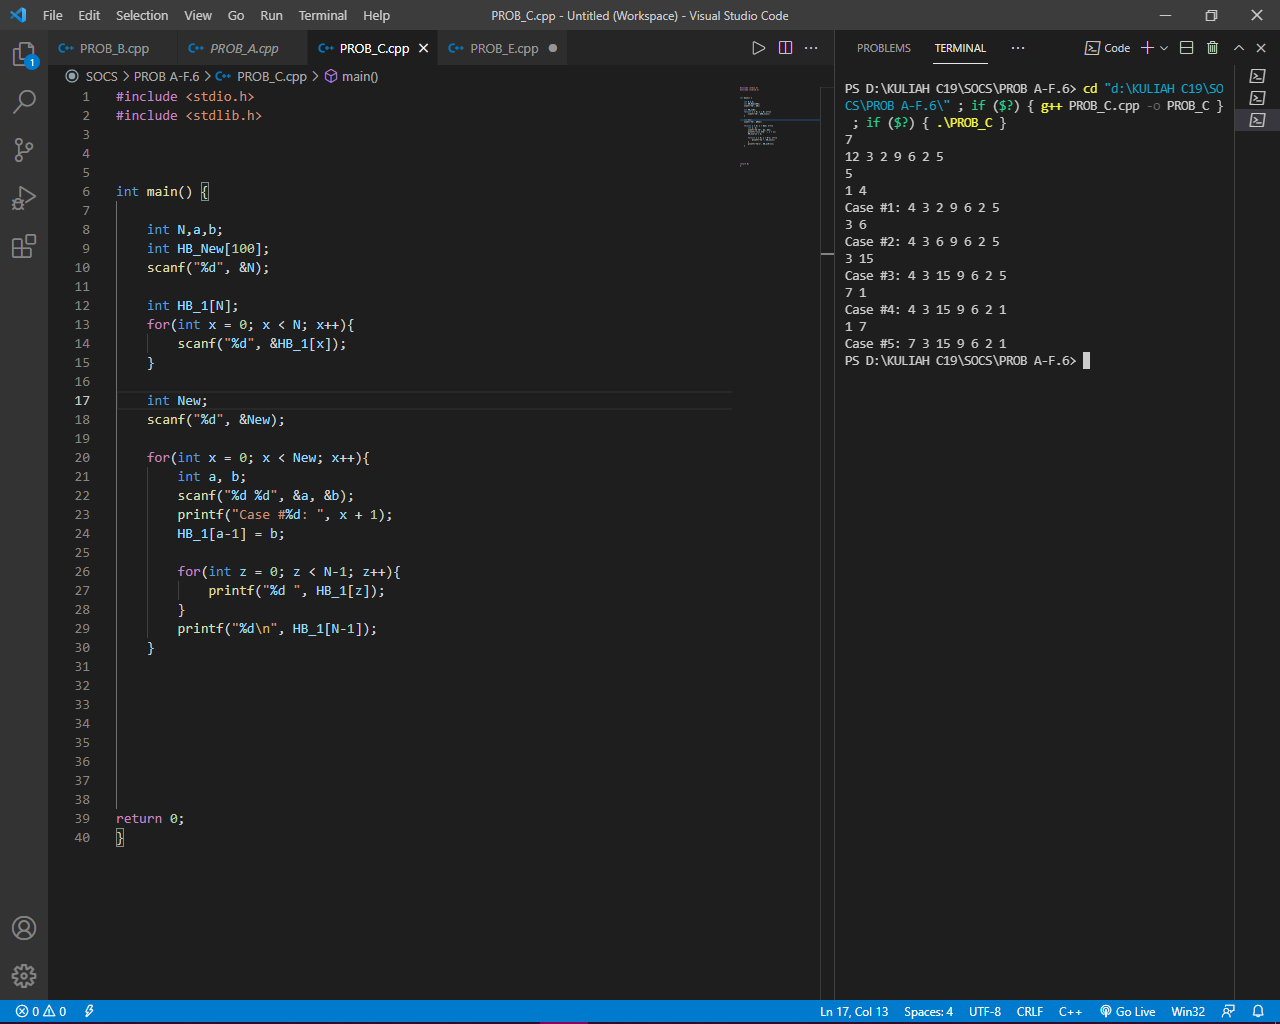 File Edit Selection View Go Run Terminal Help PROB_C.cpp - Untitled (Workspace) - Visual Studio Code
PROB_B.cpp PROB_A.cpp PROB_C.cpp PROB_E.cpp
SOCS > PROB A-F.6 > PROB_C.cpp > main()
1 #include <stdio.h>
2 #include <stdlib.h>
3
4
5
6 int main() {
7
8 int N,a,b;
9 int HB_New[100];
10 scanf("%d", &N);
11
12 int HB_1[N];
13 for(int x = 0; x < N; x++){
14 scanf("%d", &HB_1[x]);
15 }
16
17 int New;
18 scanf("%d", &New);
19
20 for(int x = 0; x < New; x++){
21 int a, b;
22 scanf("%d %d", &a, &b);
23 printf("Case #%d: ", x + 1);
24 HB_1[a-1] = b;
25
26 for(int z = 0; z < N-1; z++){
27 printf("%d ", HB_1[z]);
28 }
29 printf("%d\n", HB_1[N-1]);
30 }
31
32
33
34
35
36
37
38
39 return 0;
40 }
PROBLEMS TERMINAL ··· Code
PS D:\KULIAH C19\SOCS\PROB A-F.6> cd "d:\KULIAH C19\SO
CS\PROB A-F.6\" ; if ($?) { g++ PROB_C.cpp -o PROB_C }
; if ($?) { .\PROB_C }
7
12 3 2 9 6 2 5
5
1 4
Case #1: 4 3 2 9 6 2 5
3 6
Case #2: 4 3 6 9 6 2 5
3 15
Case #3: 4 3 15 9 6 2 5
7 1
Case #4: 4 3 15 9 6 2 1
1 7
Case #5: 7 3 15 9 6 2 1
PS D:\KULIAH C19\SOCS\PROB A-F.6>
1
0 0 Ln 17, Col 13 Spaces: 4 UTF-8 CRLF C++ Go Live Win32